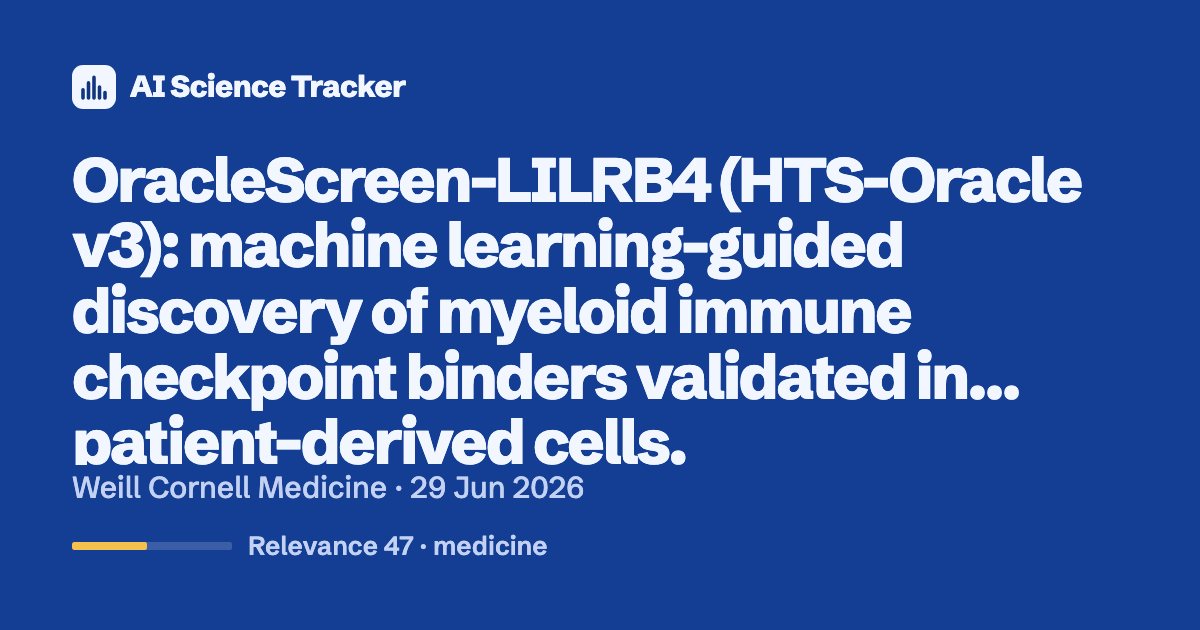 AI Science Tracker
OracleScreen-LILRB4 (HTS-Oracle
v3): machine learning-guided
discovery of myeloid immune
checkpoint binders validated in...
patient-derived cells.
Weill Cornell Medicine · 29 Jun 2026
Relevance 47 · medicine